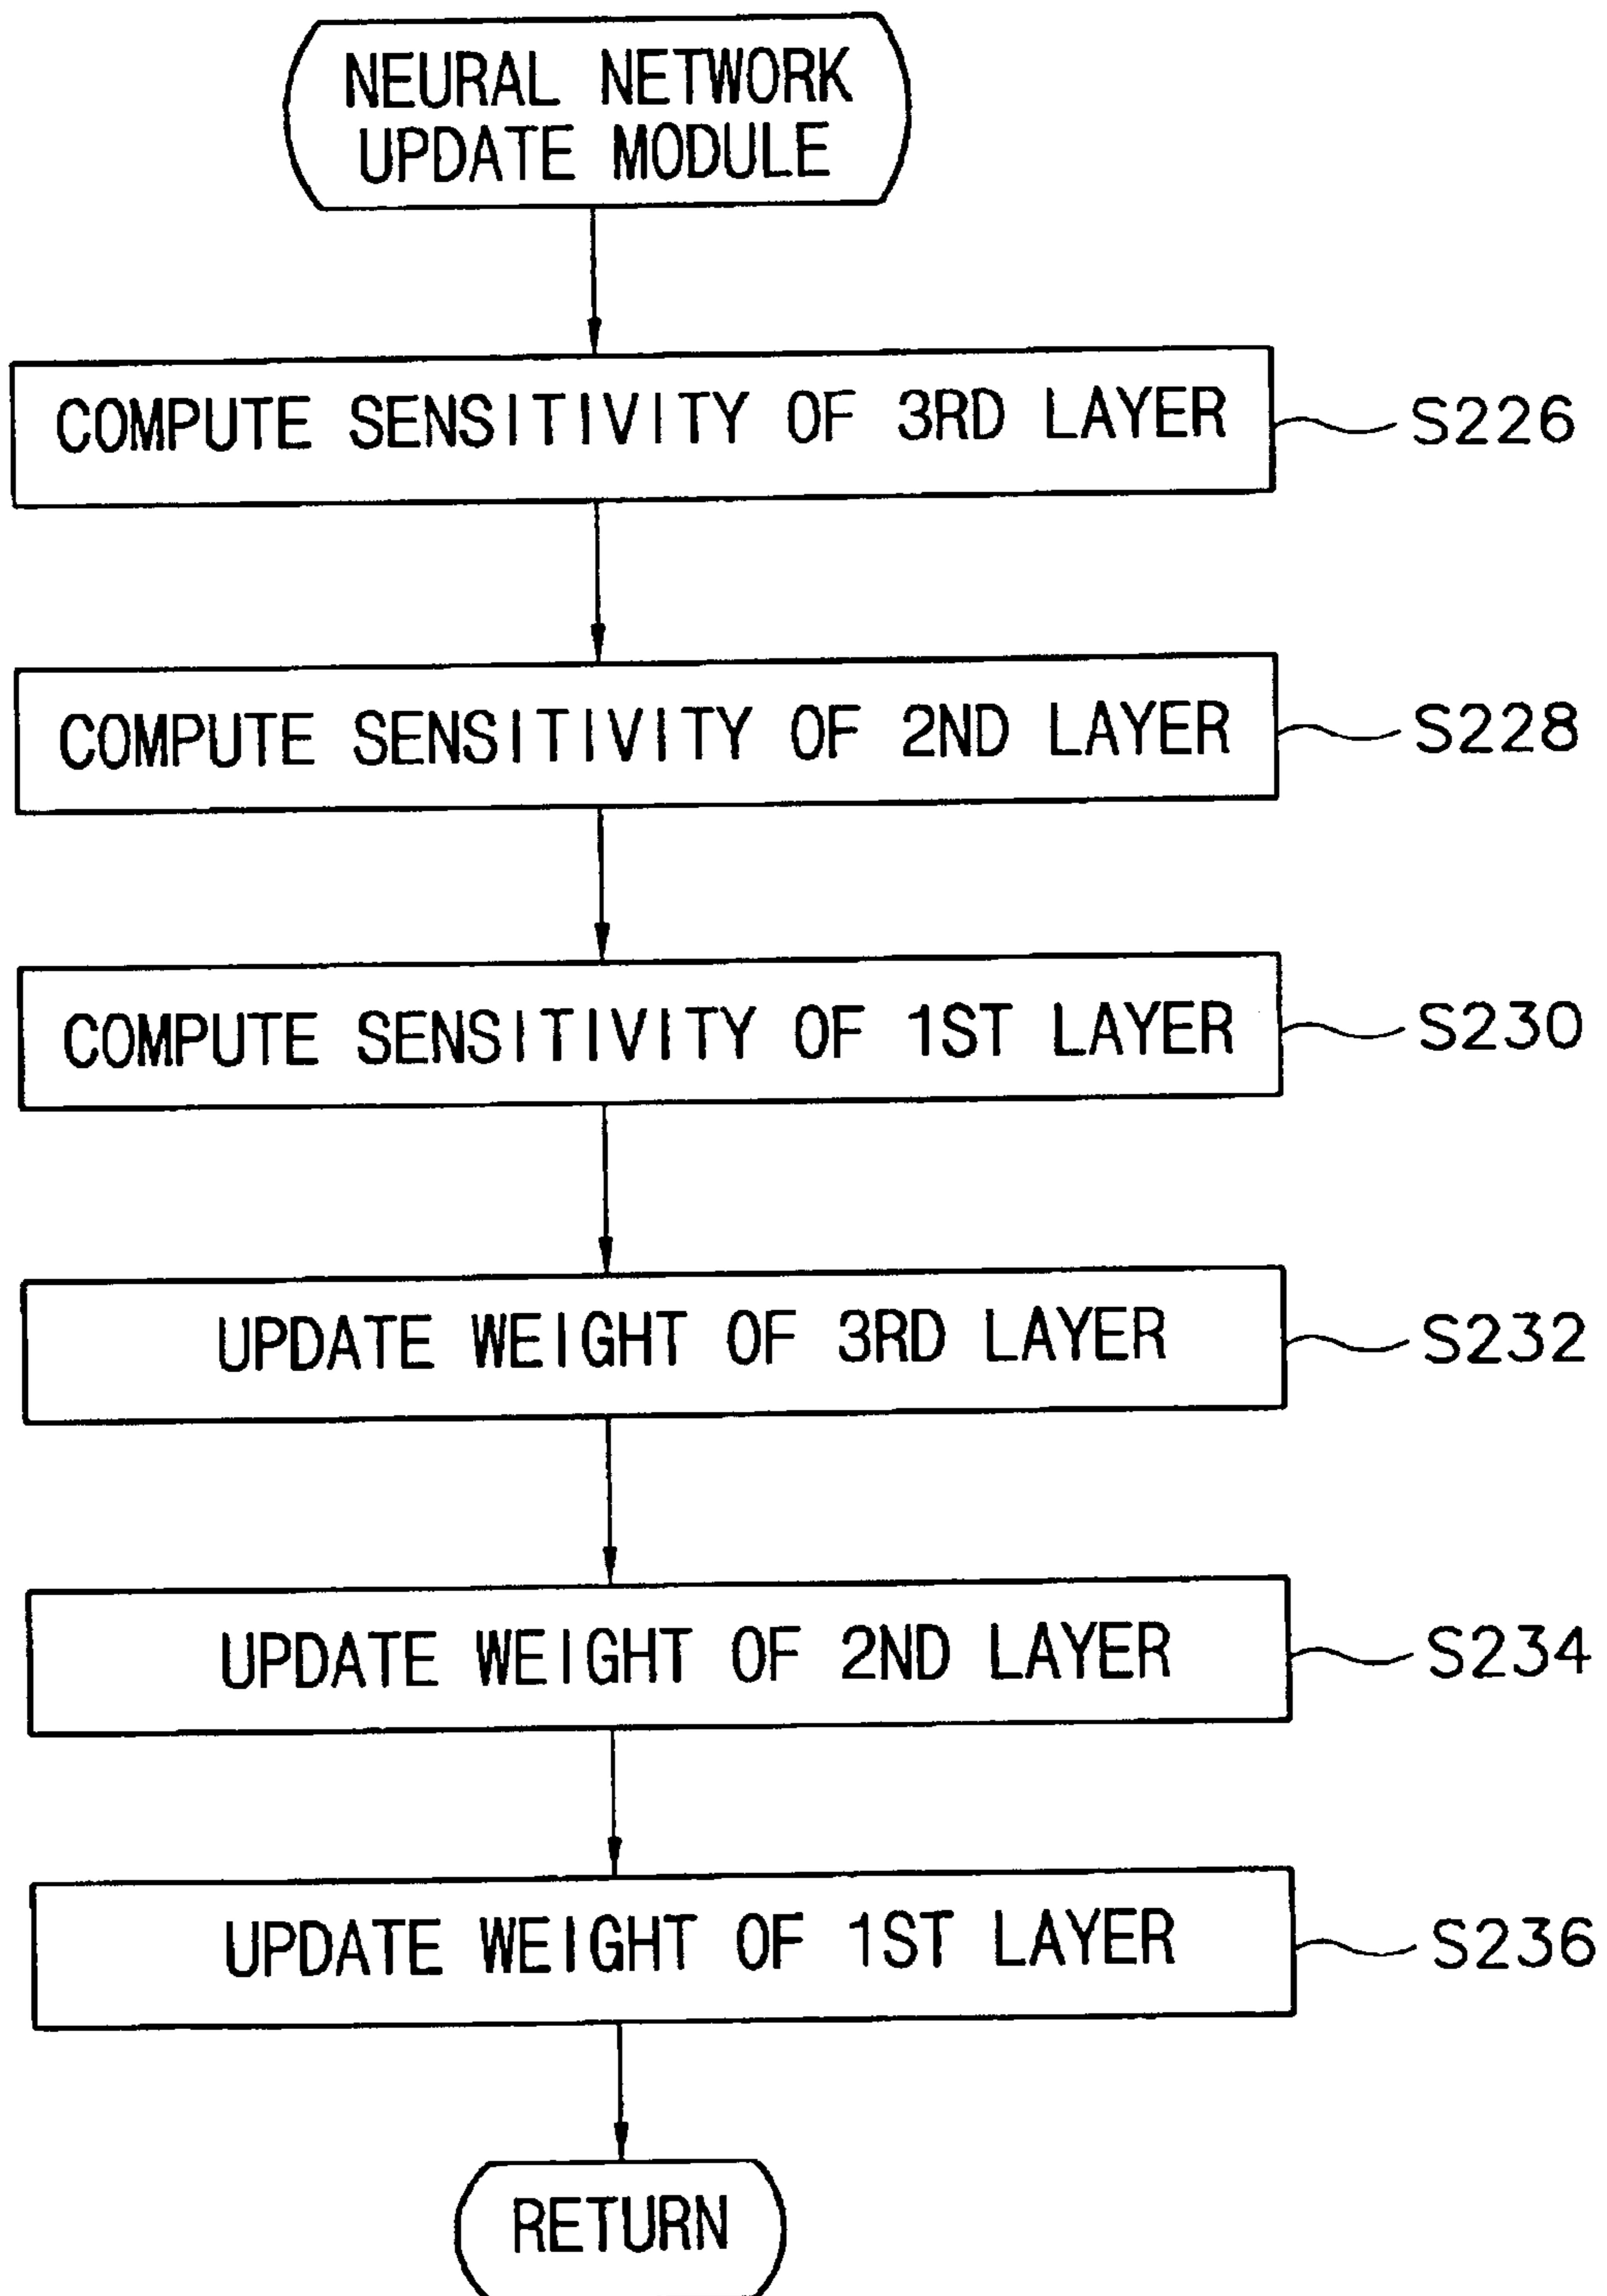 NEURAL NETWORK
UPDATE MODULE
COMPUTE SENSITIVITY OF 3RD LAYER
S226
COMPUTE SENSITIVITY OF 2ND LAYER
S228
COMPUTE SENSITIVITY OF 1ST LAYER
S230
UPDATE WEIGHT OF 3RD LAYER
S232
UPDATE WEIGHT OF 2ND LAYER
S234
UPDATE WEIGHT OF 1ST LAYER
S236
RETURN